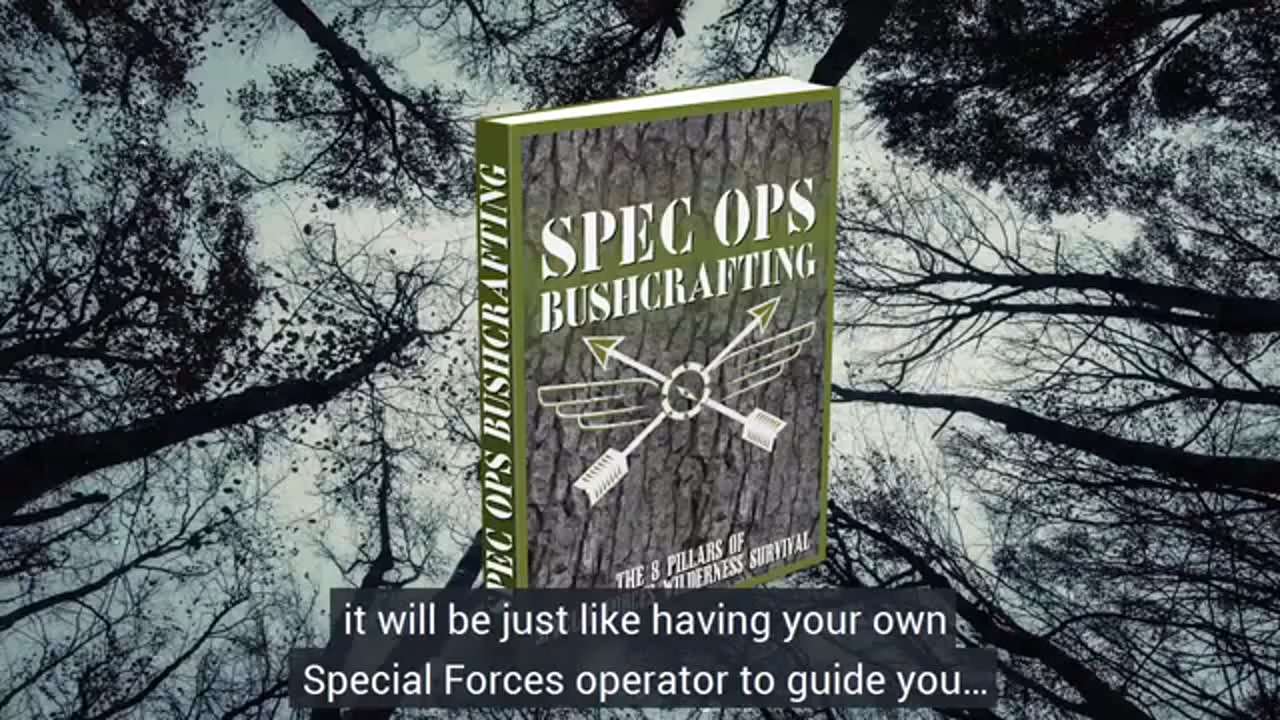 SPEC OPS
BUSHCRAFTING
SPEC OPS BUSHCRAFTING
THE 8 PILLARS OF
WILDERNESS SURVIVAL
it will be just like having your own
Special Forces operator to guide you...